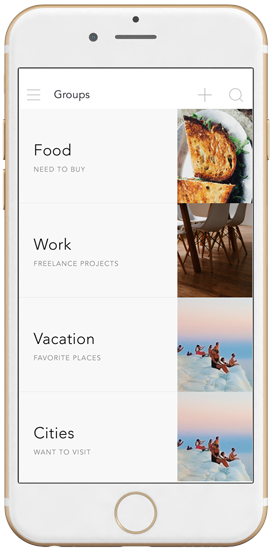 Groups
Food
NEED TO BUY
Work
FREELANCE PROJECTS
Vacation
FAVORITE PLACES
Cities
WANT TO VISIT